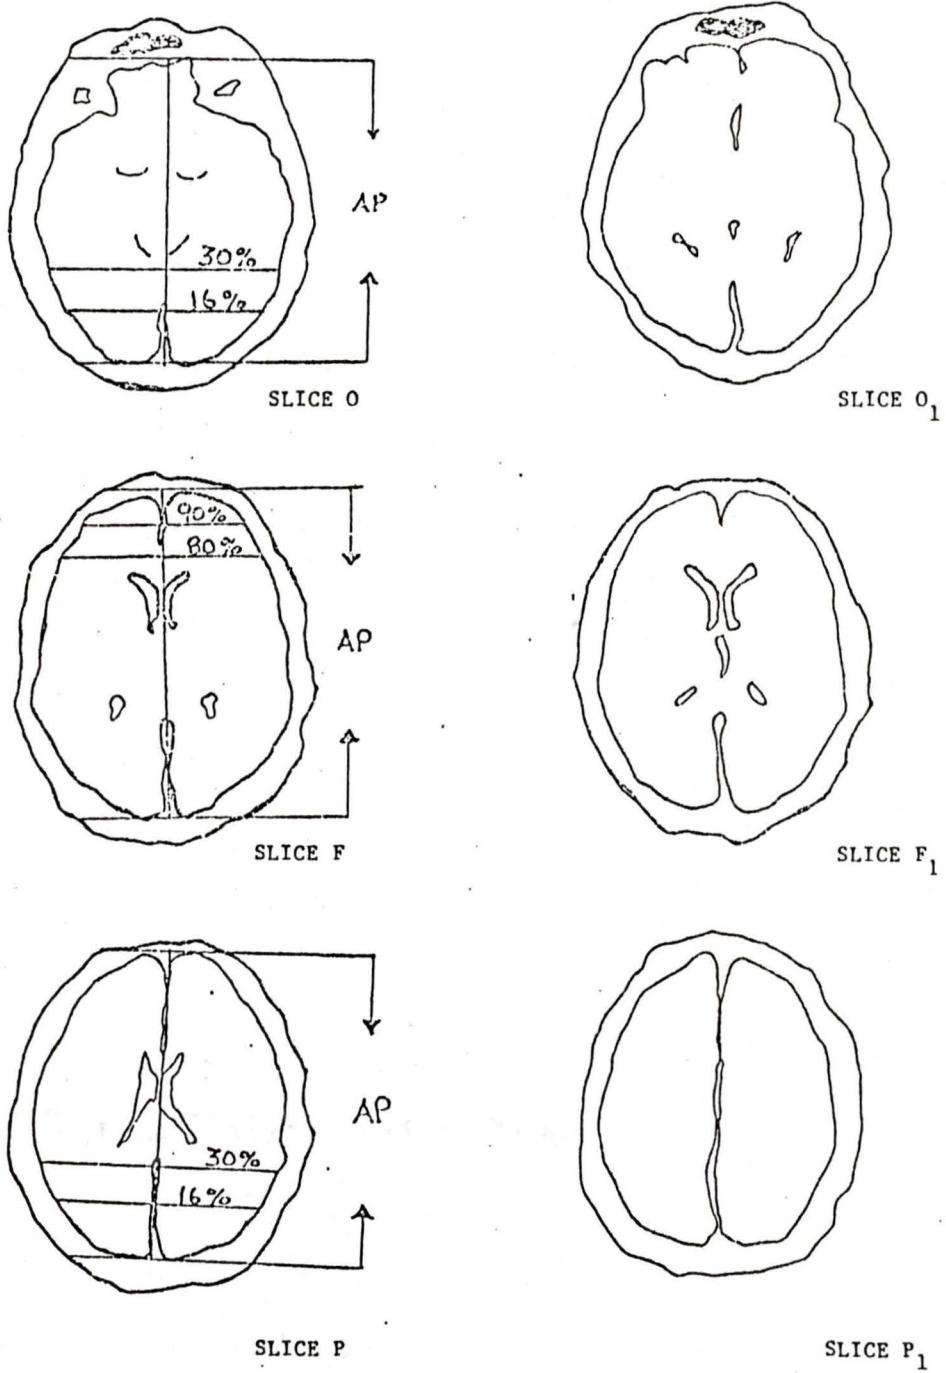 AP
30%
16%
SLICE O
SLICE O₁
90%
80%
AP
SLICE F
SLICE F₁
AP
30%
16%
SLICE P
SLICE P₁